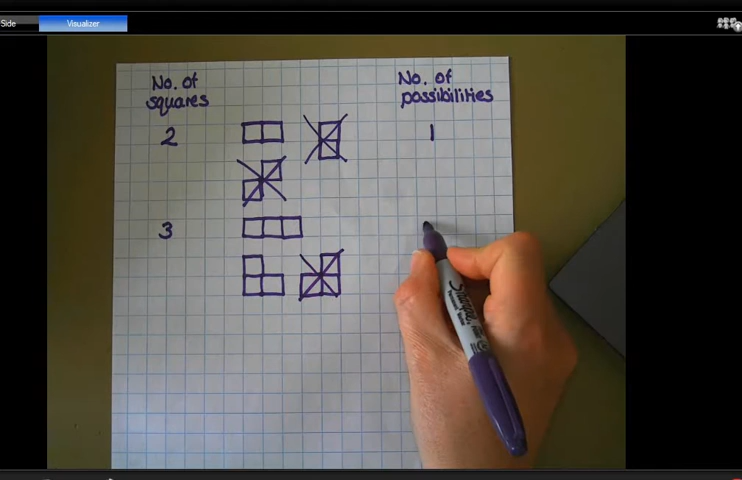 Side
Visualizer
No. of
squares
No. of
possibilities
2
1
3
Sharpie